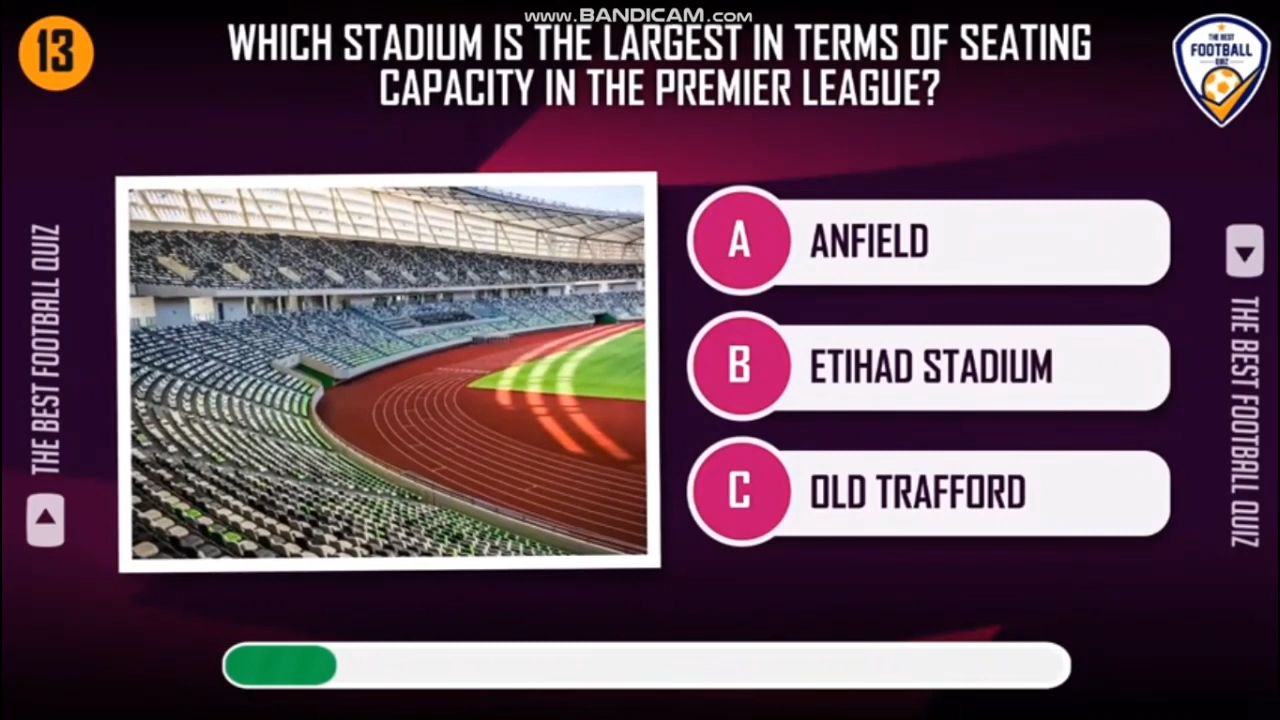 www.BANDICAM.com
13
WHICH STADIUM IS THE LARGEST IN TERMS OF SEATING
CAPACITY IN THE PREMIER LEAGUE?
THE BEST
FOOTBALL
QUIZ
THE BEST FOOTBALL QUIZ
A
ANFIELD
B
ETIHAD STADIUM
C
OLD TRAFFORD
THE BEST FOOTBALL QUIZ